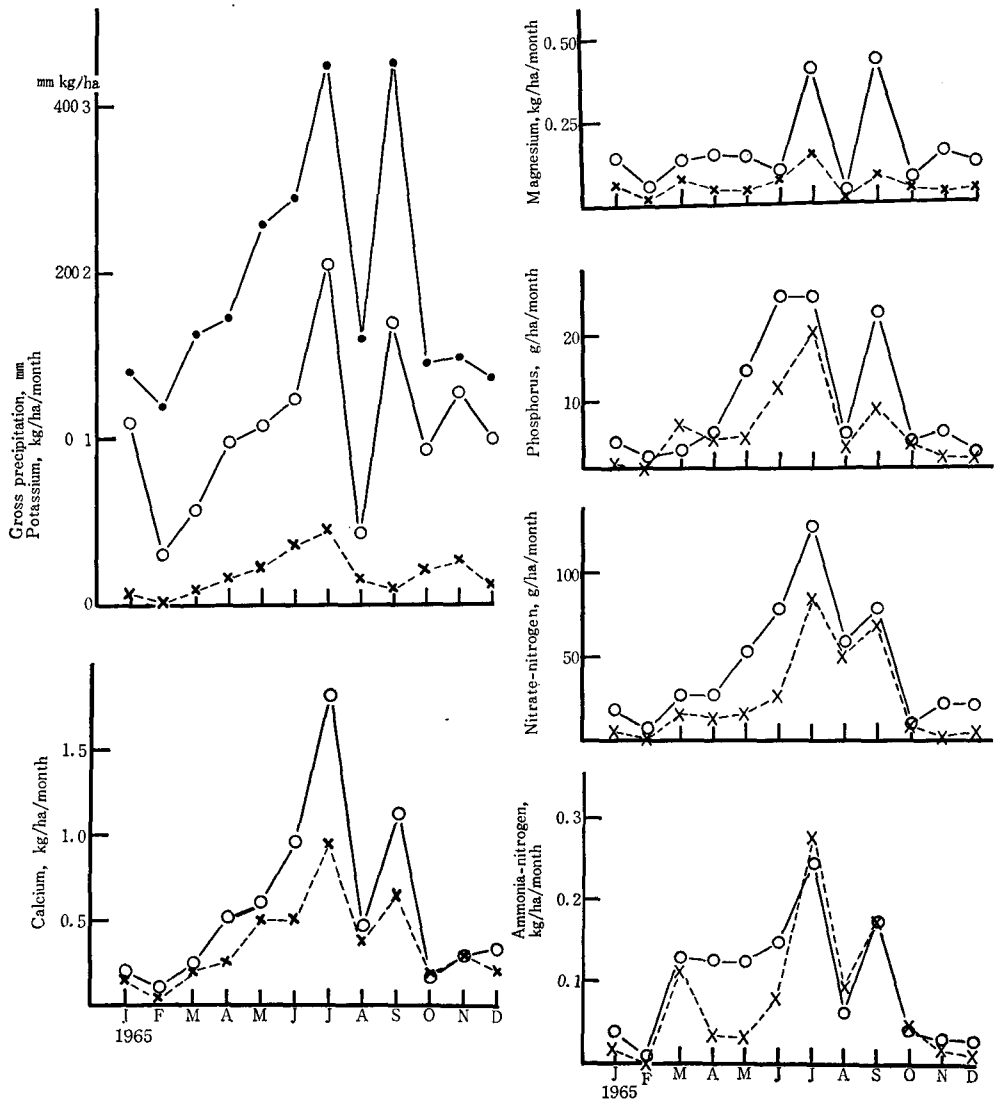 mm kg/ha
400 3
200 2
0 1
0
Gross precipitation, mm
Potassium, kg/ha/month
1.5
1.0
0.5
Calcium, kg/ha/month
J F M A M J J A S O N D
1965
0.50
0.25
Magnesium, kg/ha/month
20
10
Phosphorus, g/ha/month
100
50
Nitrate-nitrogen, g/ha/month
0.3
0.2
0.1
Ammonia-nitrogen,
kg/ha/month
J F M A M J J A S O N D
1965